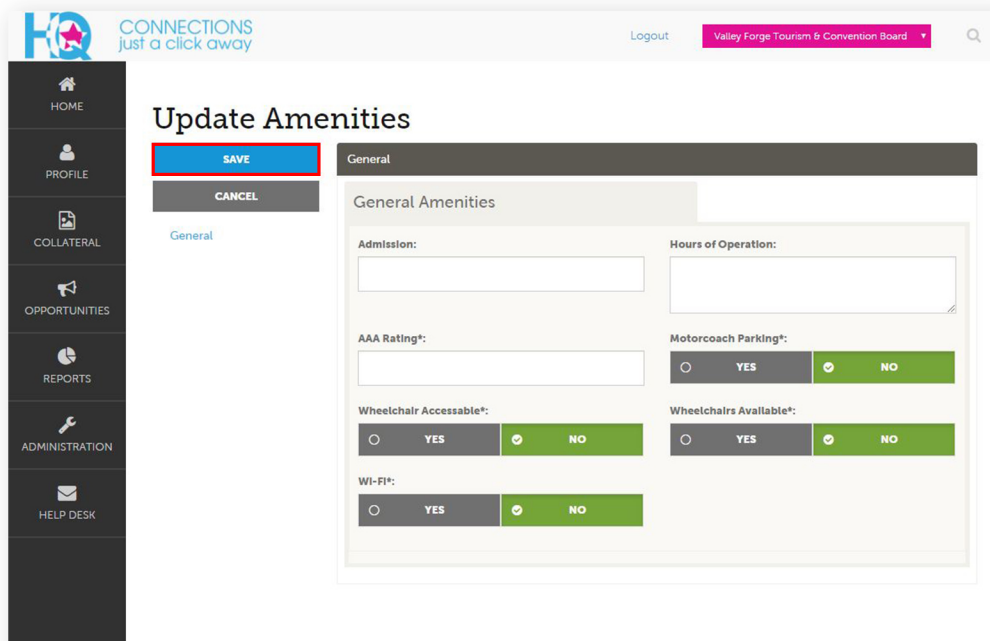 HQ
CONNECTIONS
just a click away
Logout
Valley Forge Tourism & Convention Board
HOME
PROFILE
COLLATERAL
OPPORTUNITIES
REPORTS
ADMINISTRATION
HELP DESK
Update Amenities
SAVE
CANCEL
General
General
General Amenities
Admission:
Hours of Operation:
AAA Rating*:
Motorcoach Parking*:
YES NO
Wheelchair Accessable*:
Wheelchairs Available*:
YES NO
YES NO
WI-FI*:
YES NO